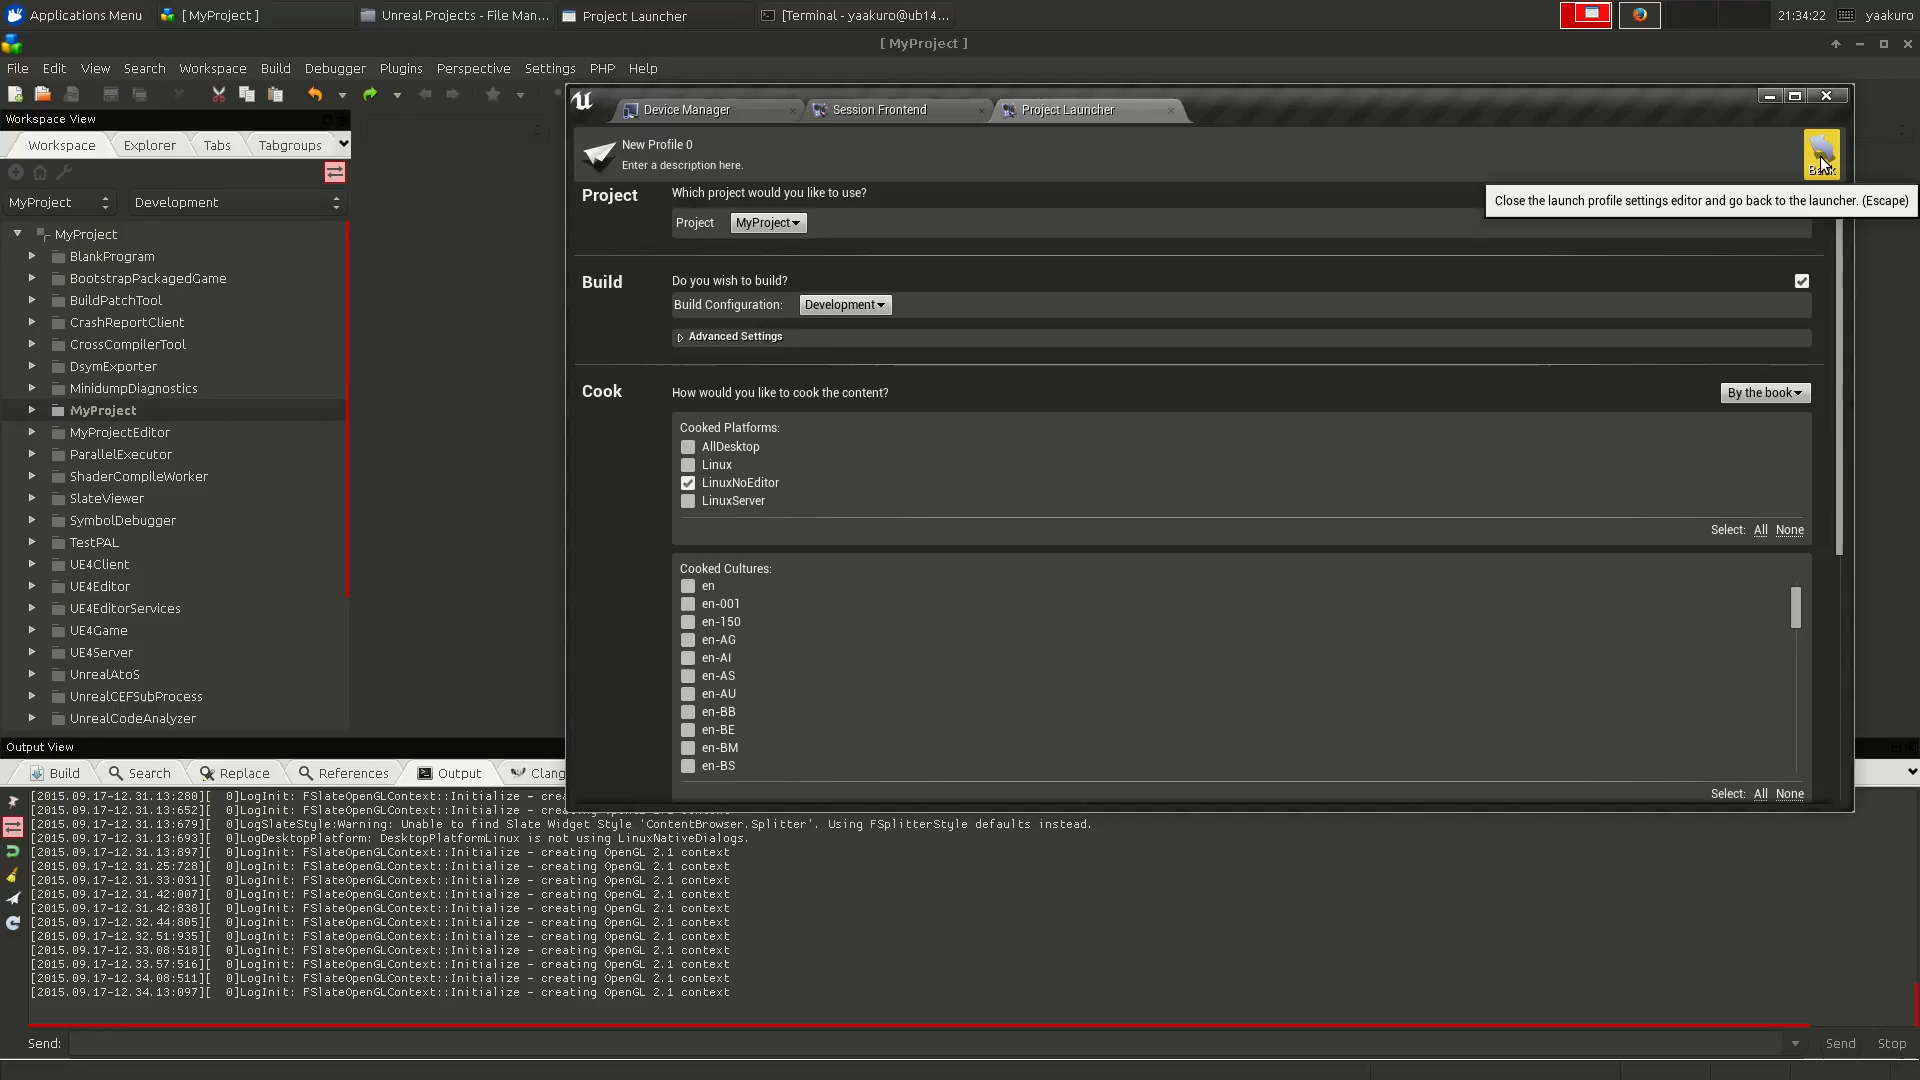 Applications Menu
[ MyProject ]
Unreal Projects - File Man...
Project Launcher
[Terminal - yaakuro@ub14...
21:34:22
yaakuro
[ MyProject ]
File Edit View Search Workspace Build Debugger Plugins Perspective Settings PHP Help
Workspace View
Workspace Explorer Tabs Tabgroups
MyProject Development
MyProject
BlankProgram
BootstrapPackagedGame
BuildPatchTool
CrashReportClient
CrossCompilerTool
DsymExporter
MinidumpDiagnostics
MyProject
MyProjectEditor
ParallelExecutor
ShaderCompileWorker
SlateViewer
SymbolDebugger
TestPAL
UE4Client
UE4Editor
UE4EditorServices
UE4Game
UE4Server
UnrealAtoS
UnrealCEFSubProcess
UnrealCodeAnalyzer
Device Manager Session Frontend Project Launcher
New Profile 0
Enter a description here.
Back
Close the launch profile settings editor and go back to the launcher. (Escape)
Project Which project would you like to use?
Project MyProject
Build Do you wish to build?
Build Configuration: Development
Advanced Settings
Cook How would you like to cook the content? By the book
Cooked Platforms:
AllDesktop
Linux
LinuxNoEditor
LinuxServer
Select: All None
Cooked Cultures:
en
en-001
en-150
en-AG
en-AI
en-AS
en-AU
en-BB
en-BE
en-BM
en-BS
Select: All None
Output View
Build Search Replace References Output Clang
[2015.09.17-12.31.13:280][ 0]LogInit: FSlateOpenGLContext::Initialize - crea
[2015.09.17-12.31.13:652][ 0]LogInit: FSlateOpenGLContext::Initialize -
[2015.09.17-12.31.13:679][ 0]LogSlateStyle:Warning: Unable to find Slate Widget Style 'ContentBrowser.Splitter'. Using FSplitterStyle defaults instead.
[2015.09.17-12.31.13:693][ 0]LogDesktopPlatform: DesktopPlatformLinux is not using LinuxNativeDialogs.
[2015.09.17-12.31.13:897][ 0]LogInit: FSlateOpenGLContext::Initialize - creating OpenGL 2.1 context
[2015.09.17-12.31.25:728][ 0]LogInit: FSlateOpenGLContext::Initialize - creating OpenGL 2.1 context
[2015.09.17-12.31.33:031][ 0]LogInit: FSlateOpenGLContext::Initialize - creating OpenGL 2.1 context
[2015.09.17-12.31.42:007][ 0]LogInit: FSlateOpenGLContext::Initialize - creating OpenGL 2.1 context
[2015.09.17-12.31.42:838][ 0]LogInit: FSlateOpenGLContext::Initialize - creating OpenGL 2.1 context
[2015.09.17-12.32.44:805][ 0]LogInit: FSlateOpenGLContext::Initialize - creating OpenGL 2.1 context
[2015.09.17-12.32.51:935][ 0]LogInit: FSlateOpenGLContext::Initialize - creating OpenGL 2.1 context
[2015.09.17-12.33.08:518][ 0]LogInit: FSlateOpenGLContext::Initialize - creating OpenGL 2.1 context
[2015.09.17-12.33.57:516][ 0]LogInit: FSlateOpenGLContext::Initialize - creating OpenGL 2.1 context
[2015.09.17-12.34.08:511][ 0]LogInit: FSlateOpenGLContext::Initialize - creating OpenGL 2.1 context
[2015.09.17-12.34.13:097][ 0]LogInit: FSlateOpenGLContext::Initialize - creating OpenGL 2.1 context
Send: Send Stop